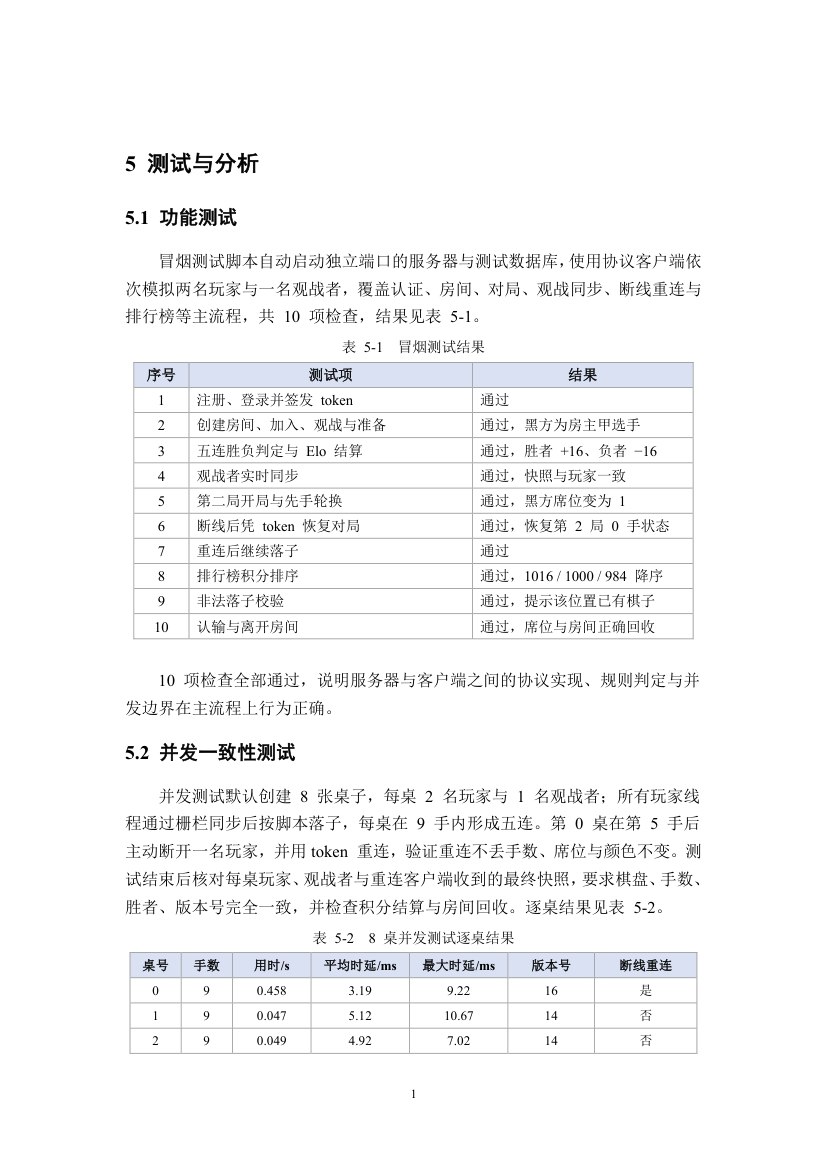 5 测试与分析
5.1 功能测试
冒烟测试脚本自动启动独立端口的服务器与测试数据库，使用协议客户端依
次模拟两名玩家与一名观战者，覆盖认证、房间、对局、观战同步、断线重连与
排行榜等主流程，共 10 项检查，结果见表 5-1。
表 5-1 冒烟测试结果
序号 测试项 结果
1 注册、登录并签发 token 通过
2 创建房间、加入、观战与准备 通过，黑方为房主甲选手
3 五连胜负判定与 Elo 结算 通过，胜者 +16、负者 −16
4 观战者实时同步 通过，快照与玩家一致
5 第二局开局与先手轮换 通过，黑方席位变为 1
6 断线后凭 token 恢复对局 通过，恢复第 2 局 0 手状态
7 重连后继续落子 通过
8 排行榜积分排序 通过，1016 / 1000 / 984 降序
9 非法落子校验 通过，提示该位置已有棋子
10 认输与离开房间 通过，席位与房间正确回收
10 项检查全部通过，说明服务器与客户端之间的协议实现、规则判定与并
发边界在主流程上行为正确。
5.2 并发一致性测试
并发测试默认创建 8 张桌子，每桌 2 名玩家与 1 名观战者；所有玩家线
程通过栅栏同步后按脚本落子，每桌在 9 手内形成五连。第 0 桌在第 5 手后
主动断开一名玩家，并用 token 重连，验证重连不丢手数、席位与颜色不变。测
试结束后核对每桌玩家、观战者与重连客户端收到的最终快照，要求棋盘、手数、
胜者、版本号完全一致，并检查积分结算与房间回收。逐桌结果见表 5-2。
表 5-2 8 桌并发测试逐桌结果
桌号 手数 用时/s 平均时延/ms 最大时延/ms 版本号 断线重连
0 9 0.458 3.19 9.22 16 是
1 9 0.047 5.12 10.67 14 否
2 9 0.049 4.92 7.02 14 否
1